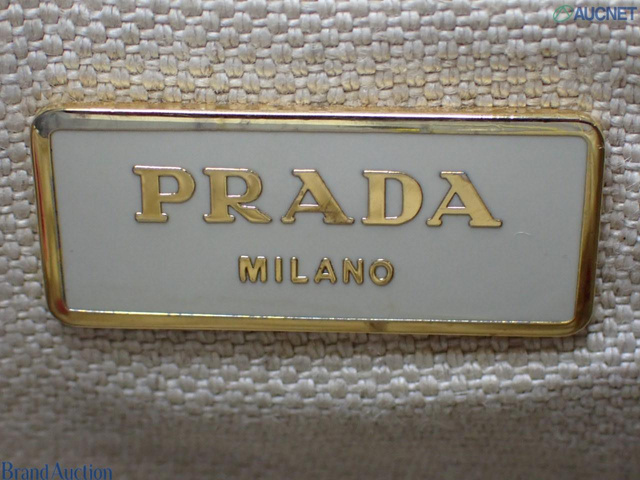 AUCNET
PRADA
MILANO
Brand Auction